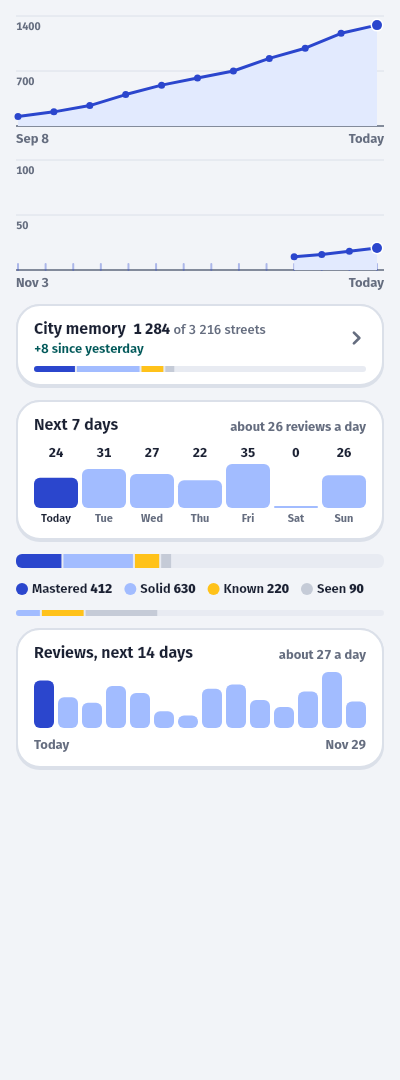 1400
700
Sep 8 Today
100
50
Nov 3 Today
City memory 1 284 of 3 216 streets
+8 since yesterday
Next 7 days about 26 reviews a day
24 31 27 22 35 0 26
Today Tue Wed Thu Fri Sat Sun
Mastered 412 Solid 630 Known 220 Seen 90
Reviews, next 14 days about 27 a day
Today Nov 29